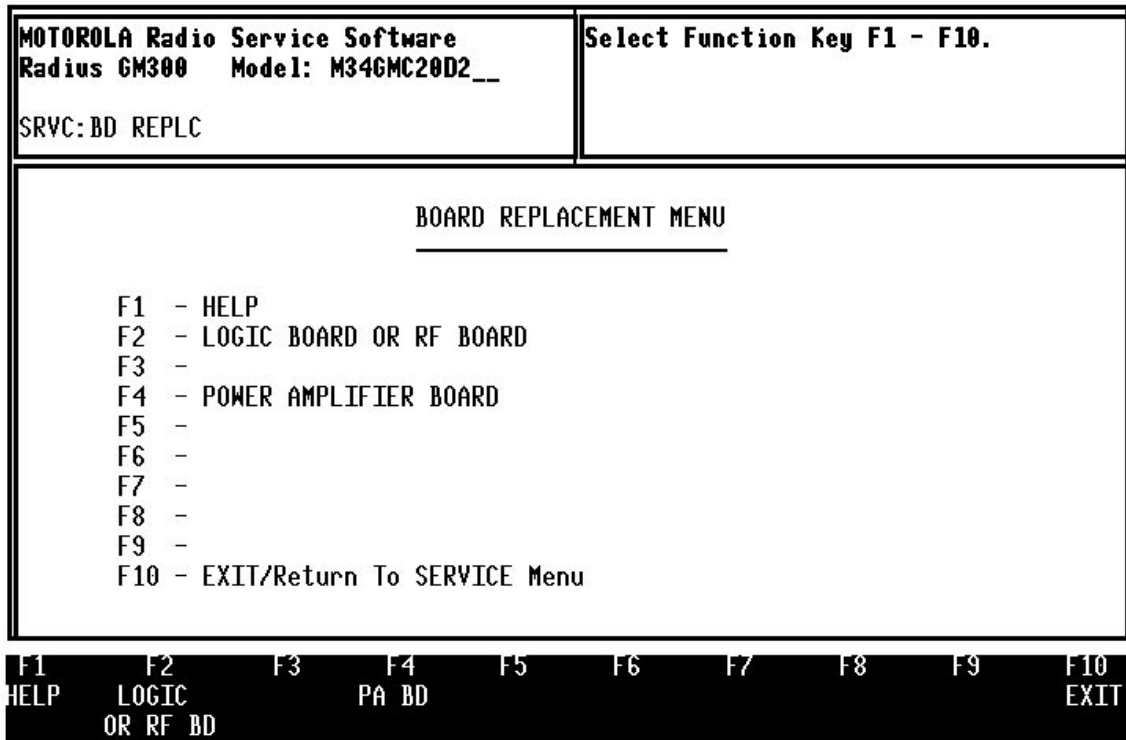 MOTOROLA Radio Service Software
Radius GM300   Model: M34GMC20D2__
SRVC:BD REPLC
Select Function Key F1 - F10.
BOARD REPLACEMENT MENU
F1  - HELP
F2  - LOGIC BOARD OR RF BOARD
F3  -
F4  - POWER AMPLIFIER BOARD
F5  -
F6  -
F7  -
F8  -
F9  -
F10 - EXIT/Return To SERVICE Menu
F1 F2 F3 F4 F5 F6 F7 F8 F9 F10
HELP LOGIC PA BD EXIT
OR RF BD